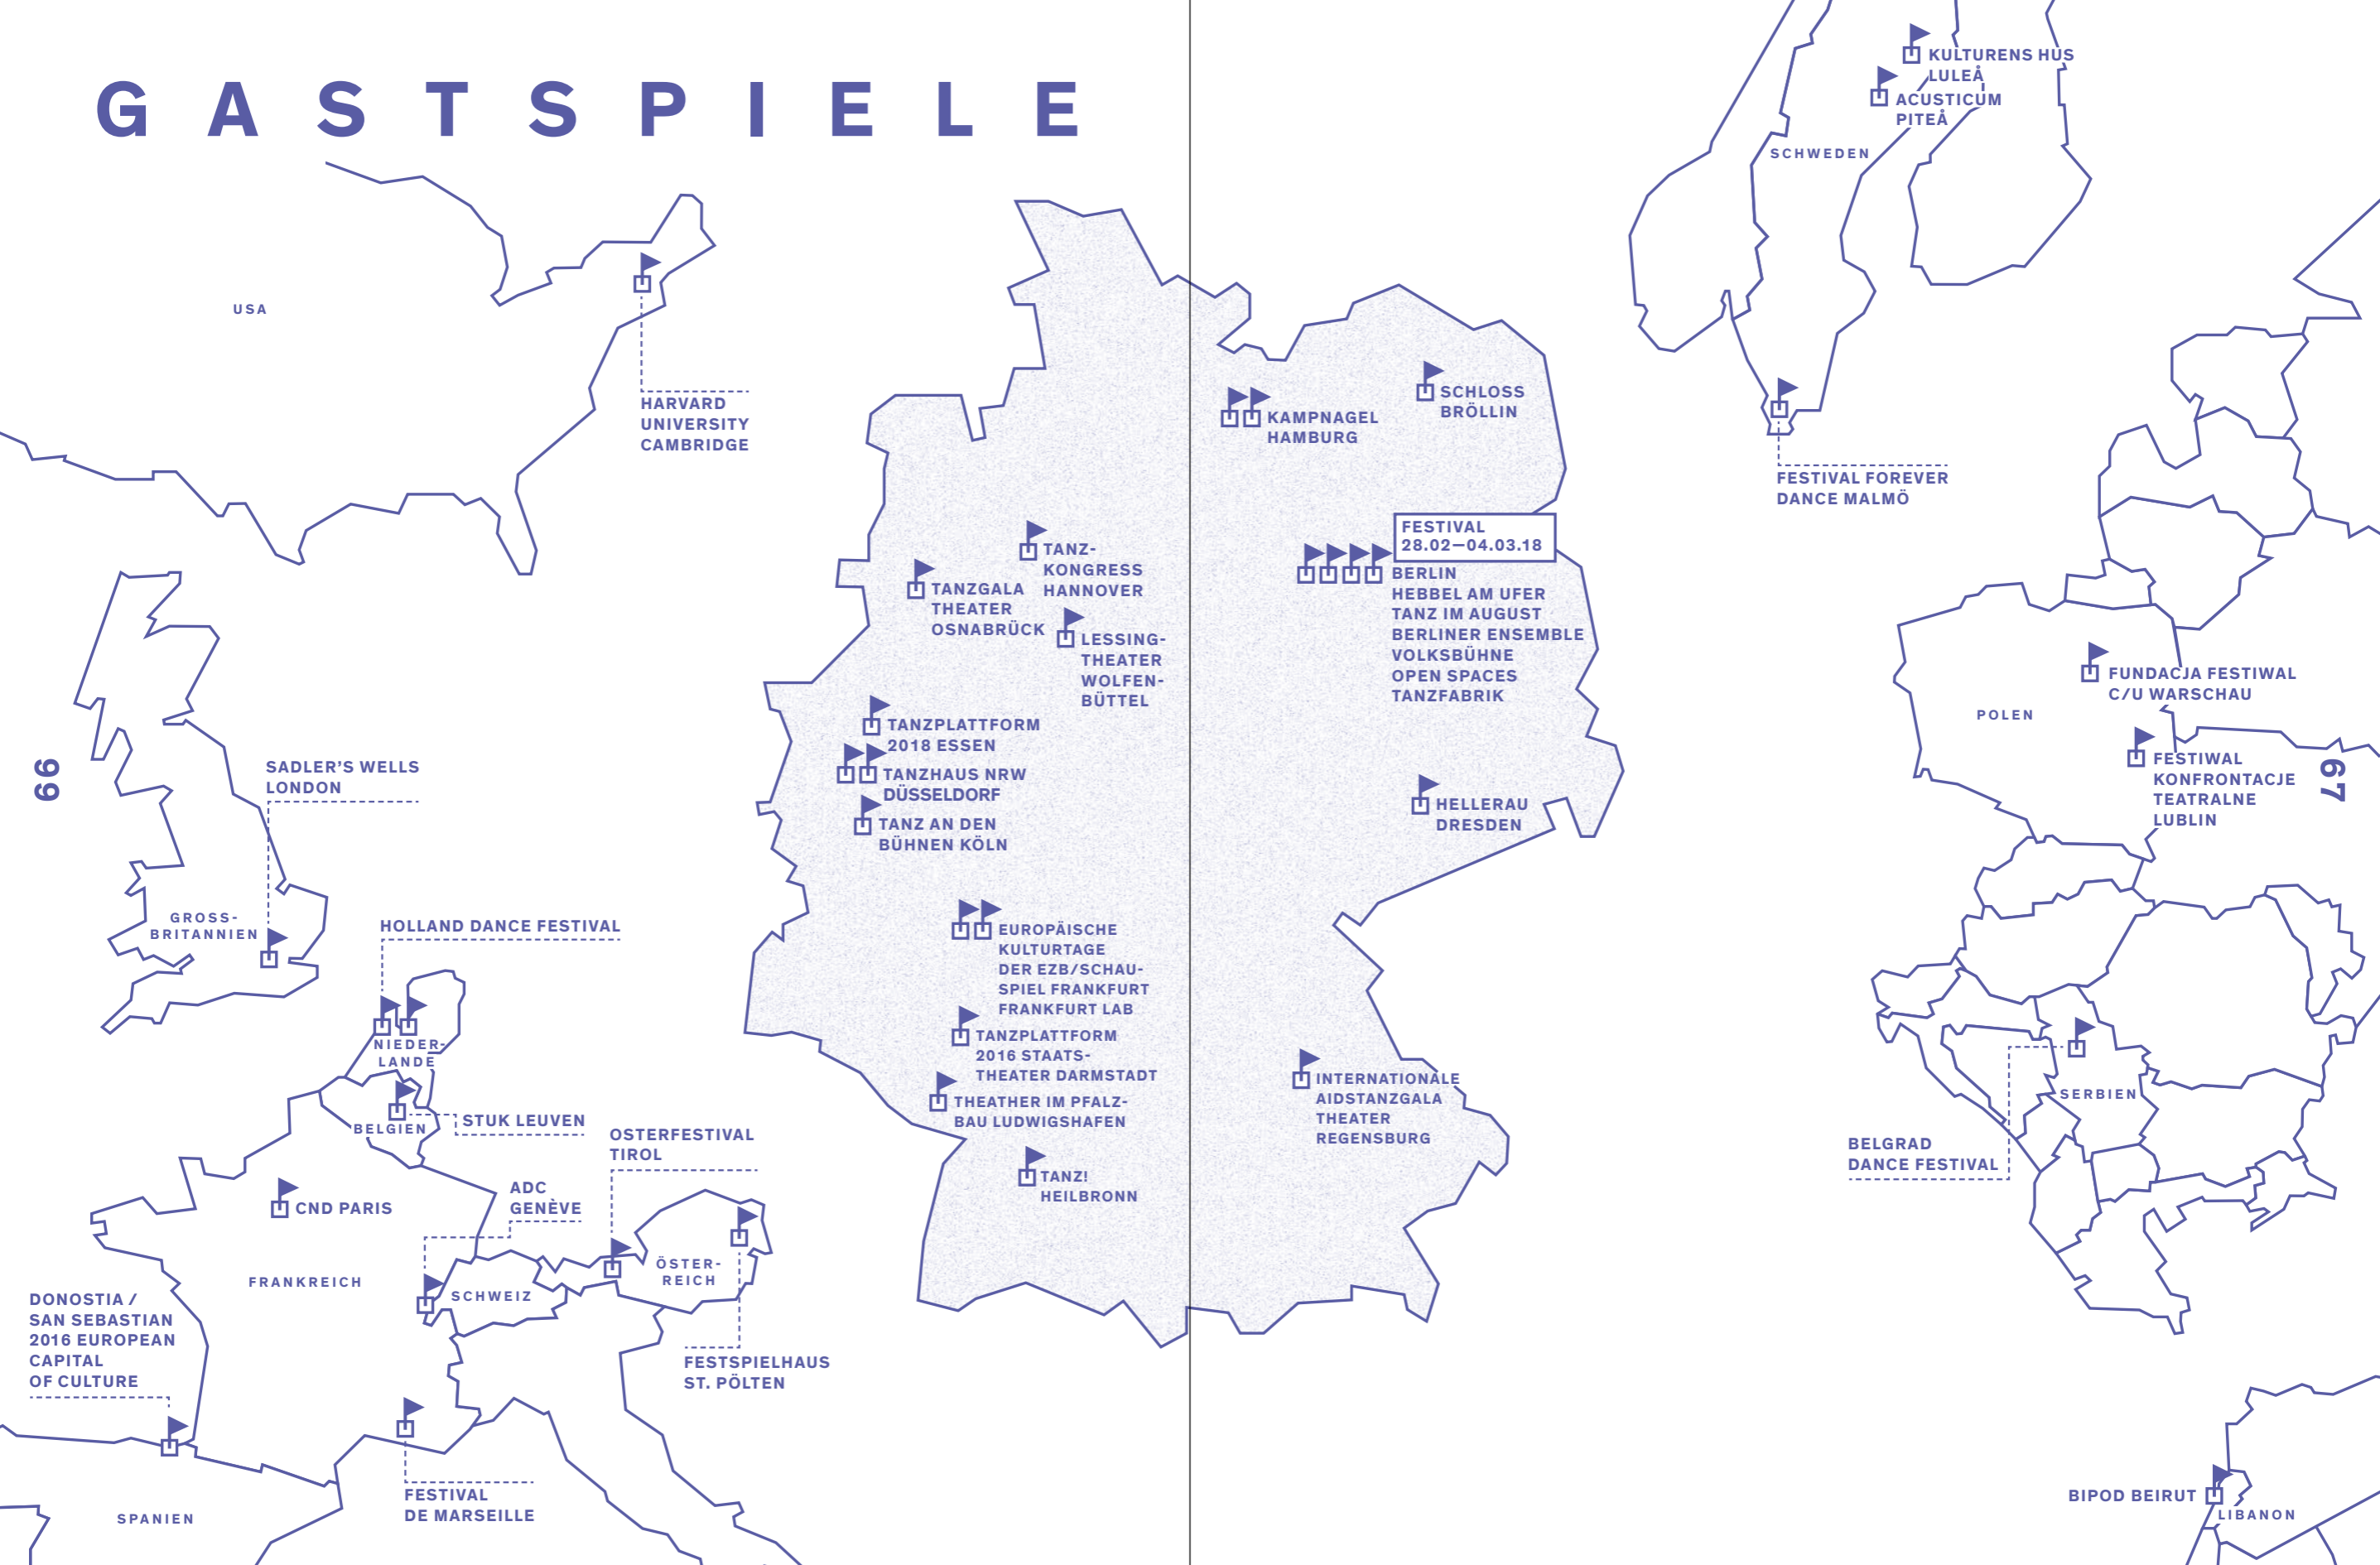 GASTSPIELE
USA
HARVARD
UNIVERSITY
CAMBRIDGE
66
SADLER'S WELLS
LONDON
GROSS-
BRITANNIEN
HOLLAND DANCE FESTIVAL
NIEDER-
LANDE
STUK LEUVEN
BELGIEN
OSTERFESTIVAL
TIROL
ADC
GENÈVE
CND PARIS
FRANKREICH
SCHWEIZ
ÖSTER-
REICH
DONOSTIA /
SAN SEBASTIAN
2016 EUROPEAN
CAPITAL
OF CULTURE
FESTSPIELHAUS
ST. PÖLTEN
FESTIVAL
DE MARSEILLE
SPANIEN
TANZ-
KONGRESS
HANNOVER
TANZGALA
THEATER
OSNABRÜCK
LESSING-
THEATER
WOLFEN-
BÜTTEL
TANZPLATTFORM
2018 ESSEN
TANZHAUS NRW
DÜSSELDORF
TANZ AN DEN
BÜHNEN KÖLN
EUROPÄISCHE
KULTURTAGE
DER EZB/SCHAU-
SPIEL FRANKFURT
FRANKFURT LAB
TANZPLATTFORM
2016 STAATS-
THEATER DARMSTADT
THEATHER IM PFALZ-
BAU LUDWIGSHAFEN
TANZ!
HEILBRONN
KAMPNAGEL
HAMBURG
SCHLOSS
BRÖLLIN
FESTIVAL
28.02—04.03.18
BERLIN
HEBBEL AM UFER
TANZ IM AUGUST
BERLINER ENSEMBLE
VOLKSBÜHNE
OPEN SPACES
TANZFABRIK
HELLERAU
DRESDEN
INTERNATIONALE
AIDSTANZGALA
THEATER
REGENSBURG
KULTURENS HUS
LULEÅ
ACUSTICUM
PITEÅ
SCHWEDEN
FESTIVAL FOREVER
DANCE MALMÖ
FUNDACJA FESTIWAL
C/U WARSCHAU
POLEN
FESTIWAL
KONFRONTACJE
TEATRALNE
LUBLIN
67
SERBIEN
BELGRAD
DANCE FESTIVAL
BIPOD BEIRUT
LIBANON